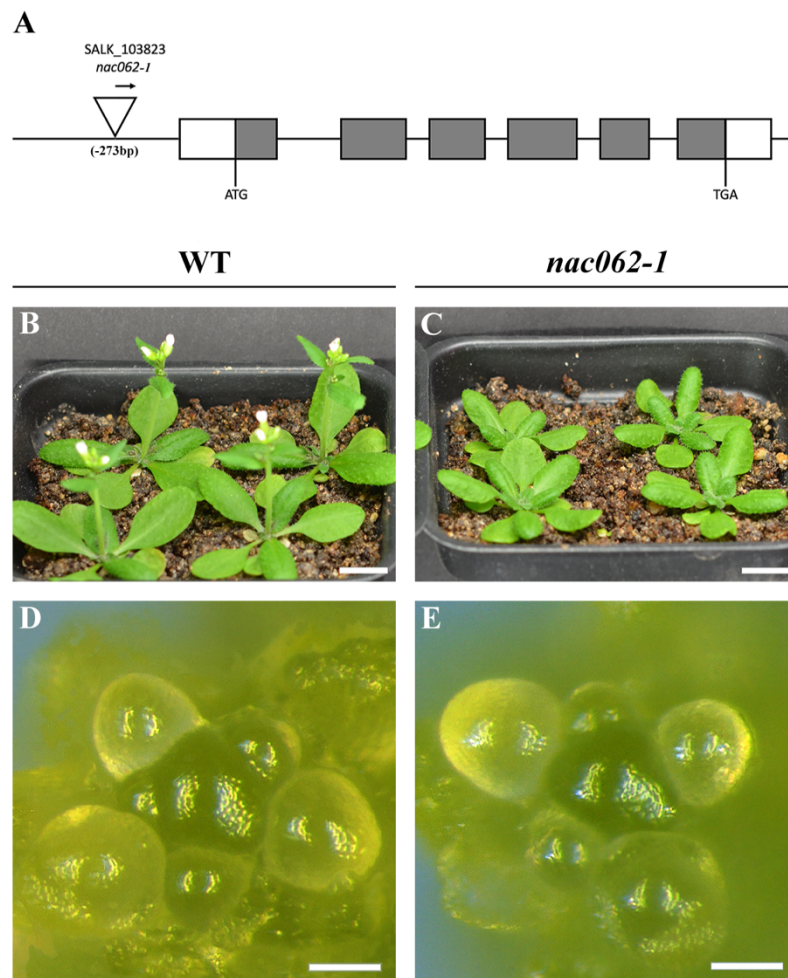 A
SALK_103823
nac062-1
(-273bp)
ATG
TGA
WT
nac062-1
B
C
D
E